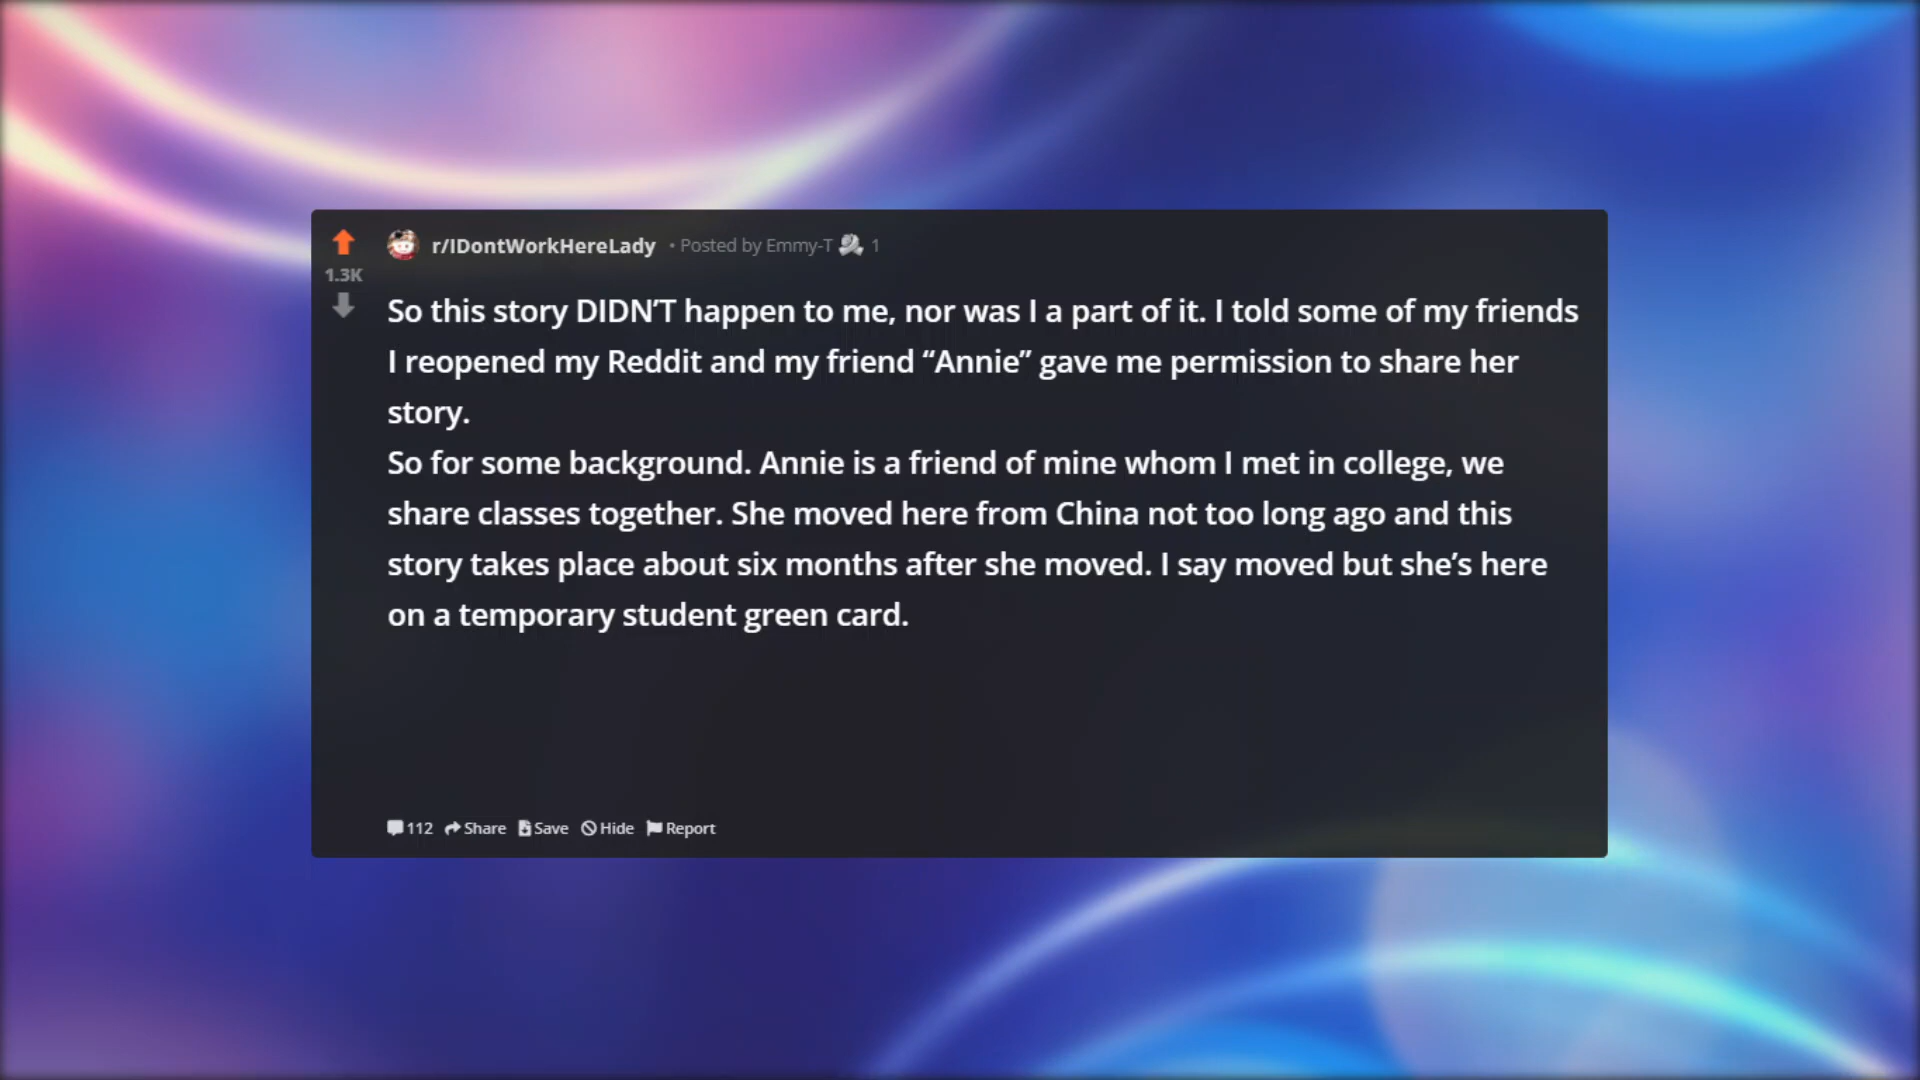 r/IDontWorkHereLady • Posted by Emmy-T 1
1.3K
So this story DIDN’T happen to me, nor was I a part of it. I told some of my friends
I reopened my Reddit and my friend “Annie” gave me permission to share her
story.
So for some background. Annie is a friend of mine whom I met in college, we
share classes together. She moved here from China not too long ago and this
story takes place about six months after she moved. I say moved but she’s here
on a temporary student green card.
112 Share Save Hide Report